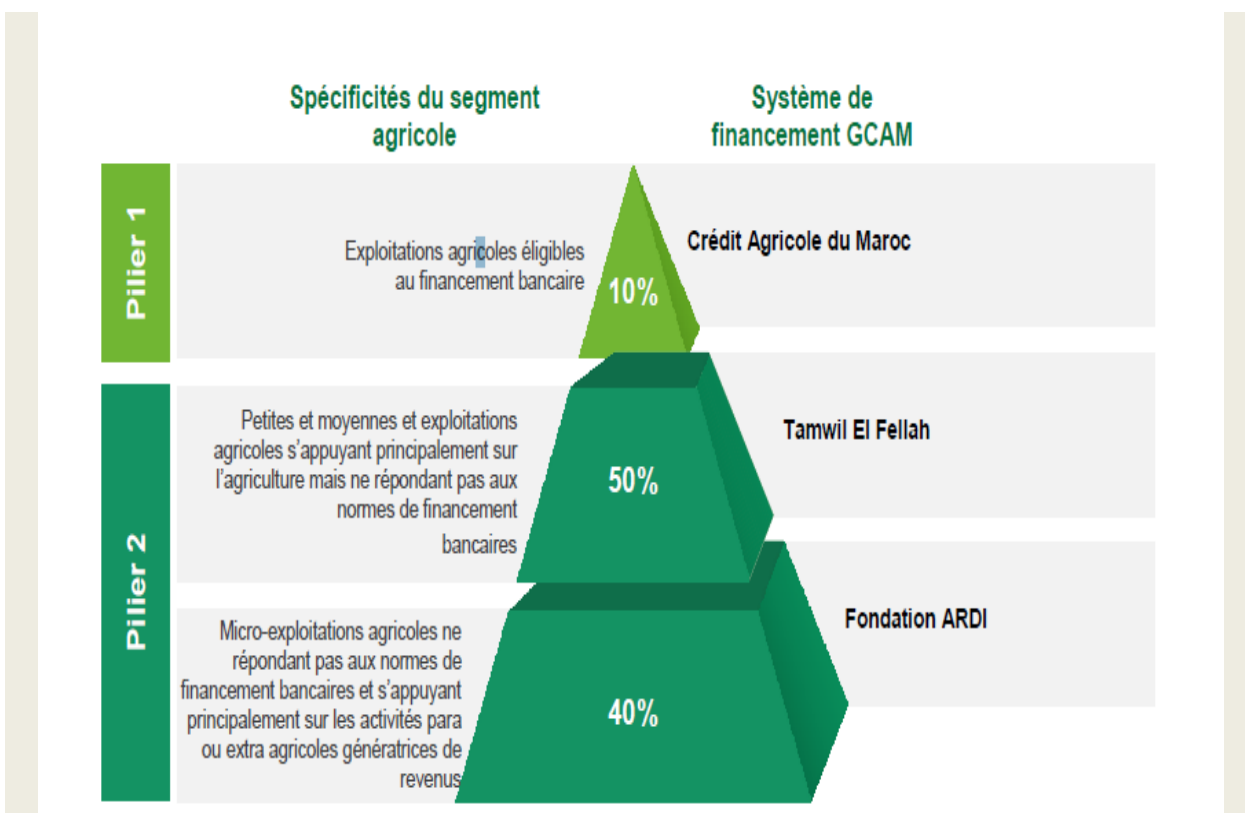 Spécificités du segment
agricole
Système de
financement GCAM
Pilier 1
Exploitations agricoles éligibles
au financement bancaire
10%
Crédit Agricole du Maroc
Pilier 2
Petites et moyennes et exploitations
agricoles s’appuyant principalement sur
l’agriculture mais ne répondant pas aux
normes de financement
bancaires
50%
Tamwil El Fellah
Micro-exploitations agricoles ne
répondant pas aux normes de
financement bancaires et s’appuyant
principalement sur les activités para
ou extra agricoles génératrices de
revenus
40%
Fondation ARDI